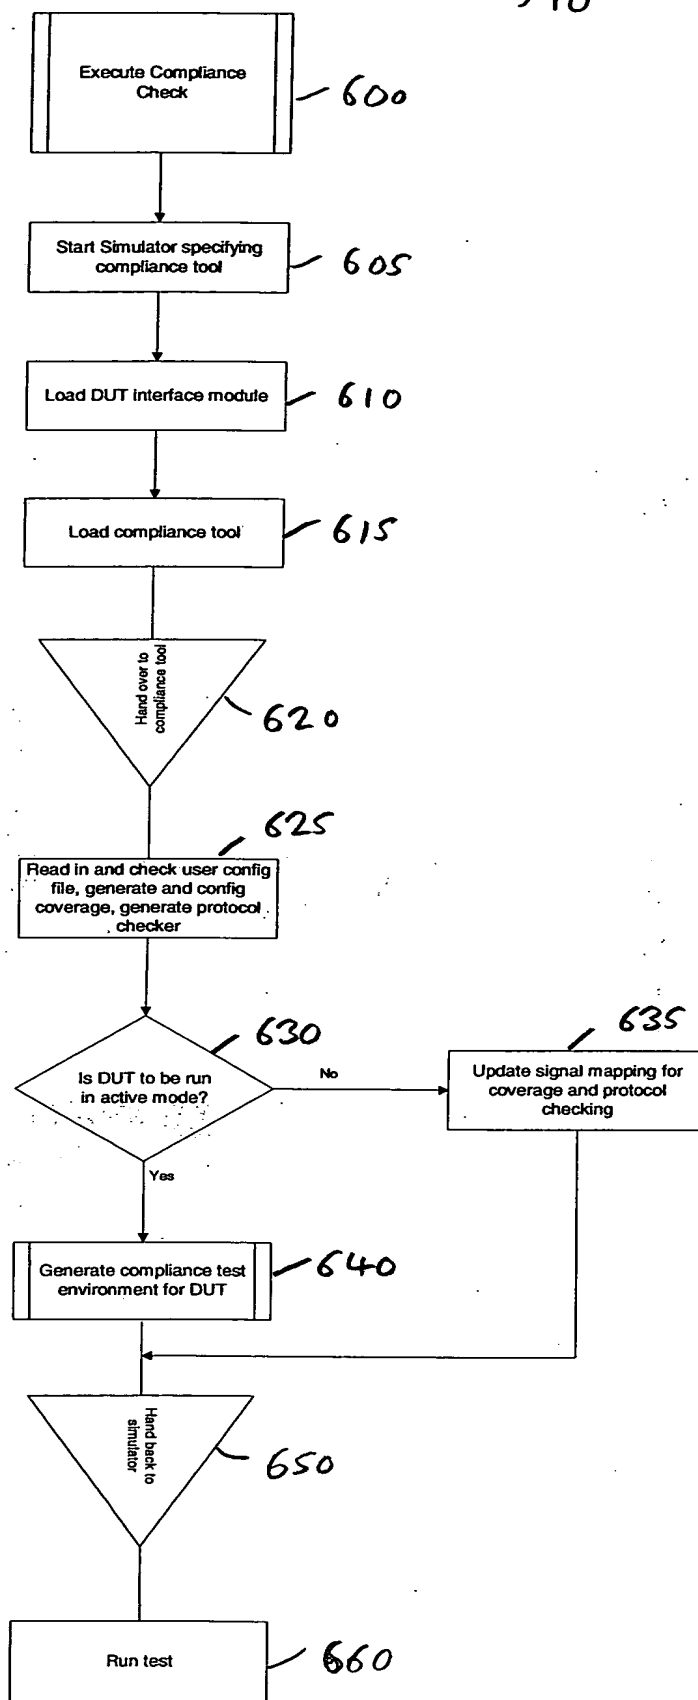 Execute Compliance
Check
600
Start Simulator specifying
compliance tool
605
Load DUT interface module
610
Load compliance tool
615
Hand over to
compliance tool
620
625
Read in and check user config
file, generate and config
coverage, generate protocol
checker
630
Is DUT to be run
in active mode?
No
635
Update signal mapping for
coverage and protocol
checking
Yes
Generate compliance test
environment for DUT
640
Hand back to
simulator
650
Run test
660